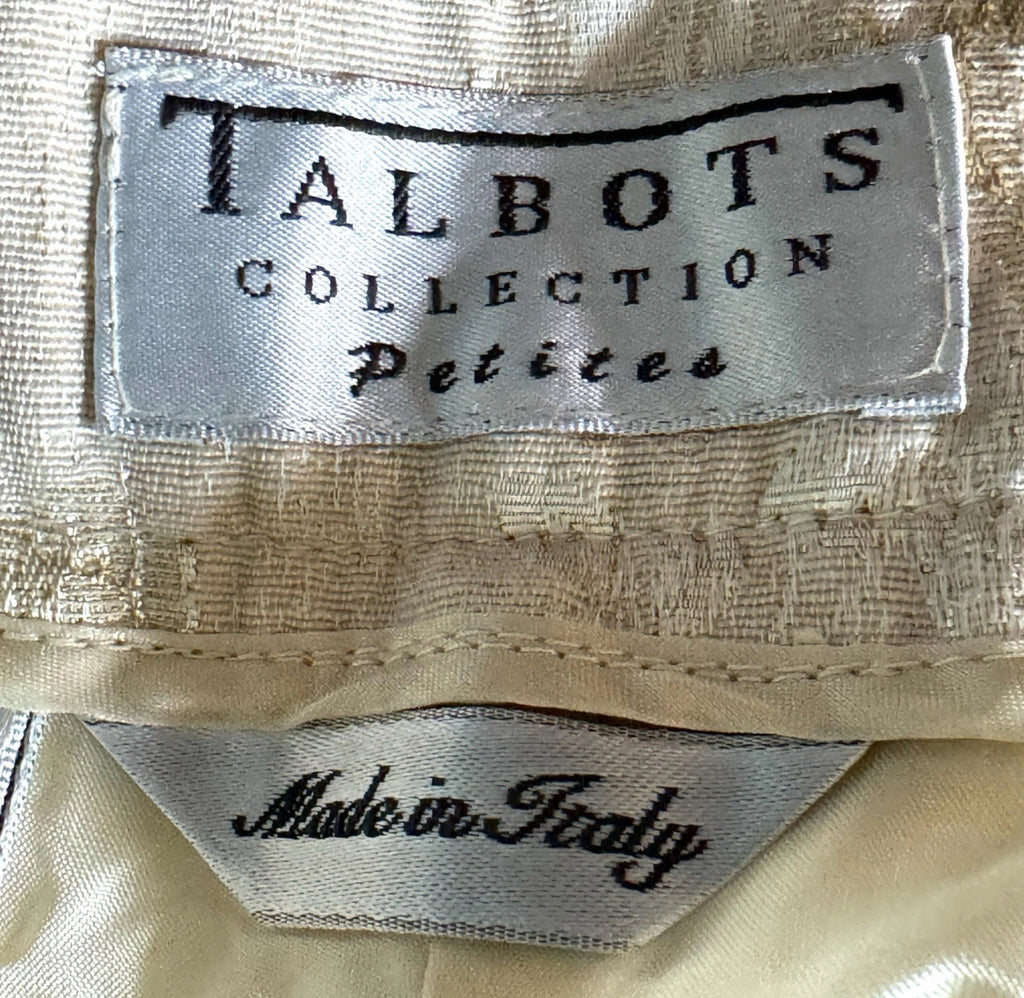 TALBOTS
COLLECTION
Petites
Made in Italy